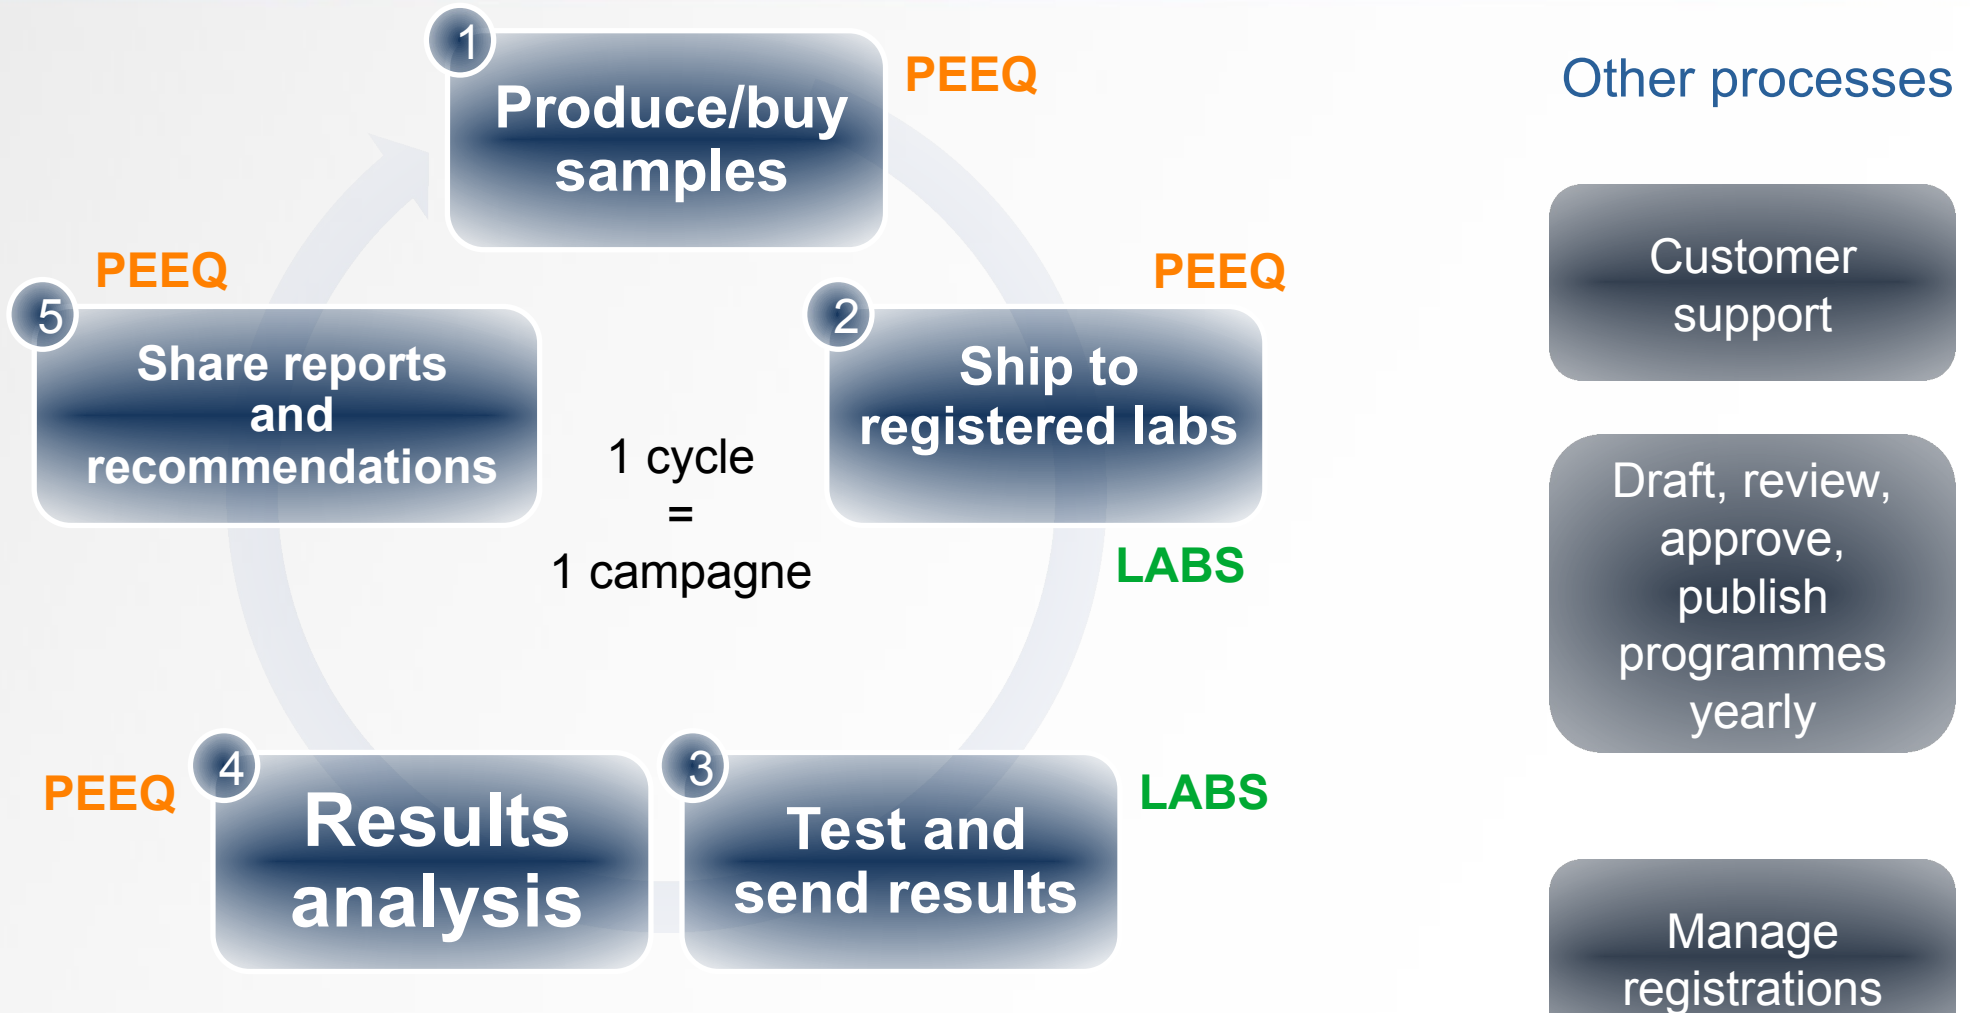 1
Produce/buy
samples
PEEQ
2
PEEQ
Ship to
registered labs
LABS
3
Test and
send results
LABS
4
PEEQ
Results
analysis
5
PEEQ
Share reports
and
recommendations
1 cycle
=
1 campagne
Other processes
Customer
support
Draft, review,
approve,
publish
programmes
yearly
Manage
registrations